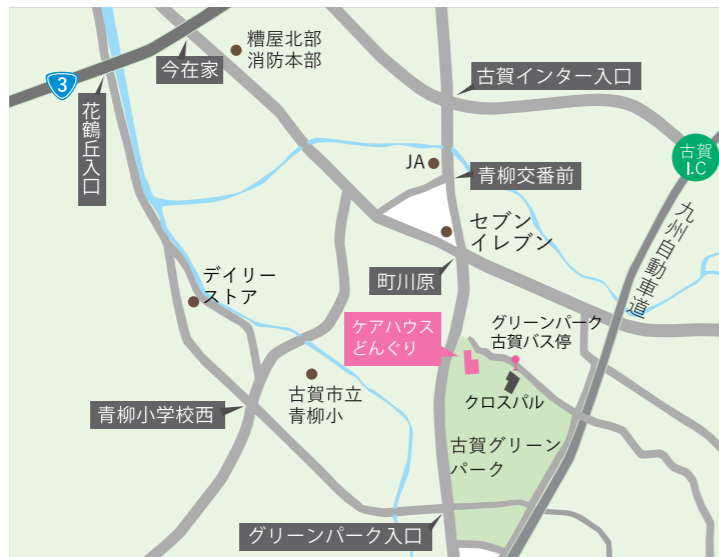 糟屋北部
消防本部
今在家
3
花鶴丘入口
古賀インター入口
古賀
I.C
JA
青柳交番前
九州自動車道
セブン
イレブン
町川原
デイリー
ストア
ケアハウス
どんぐり
グリーンパーク
古賀バス停
クロスパル
古賀市立
青柳小
青柳小学校西
古賀グリーン
パーク
グリーンパーク入口